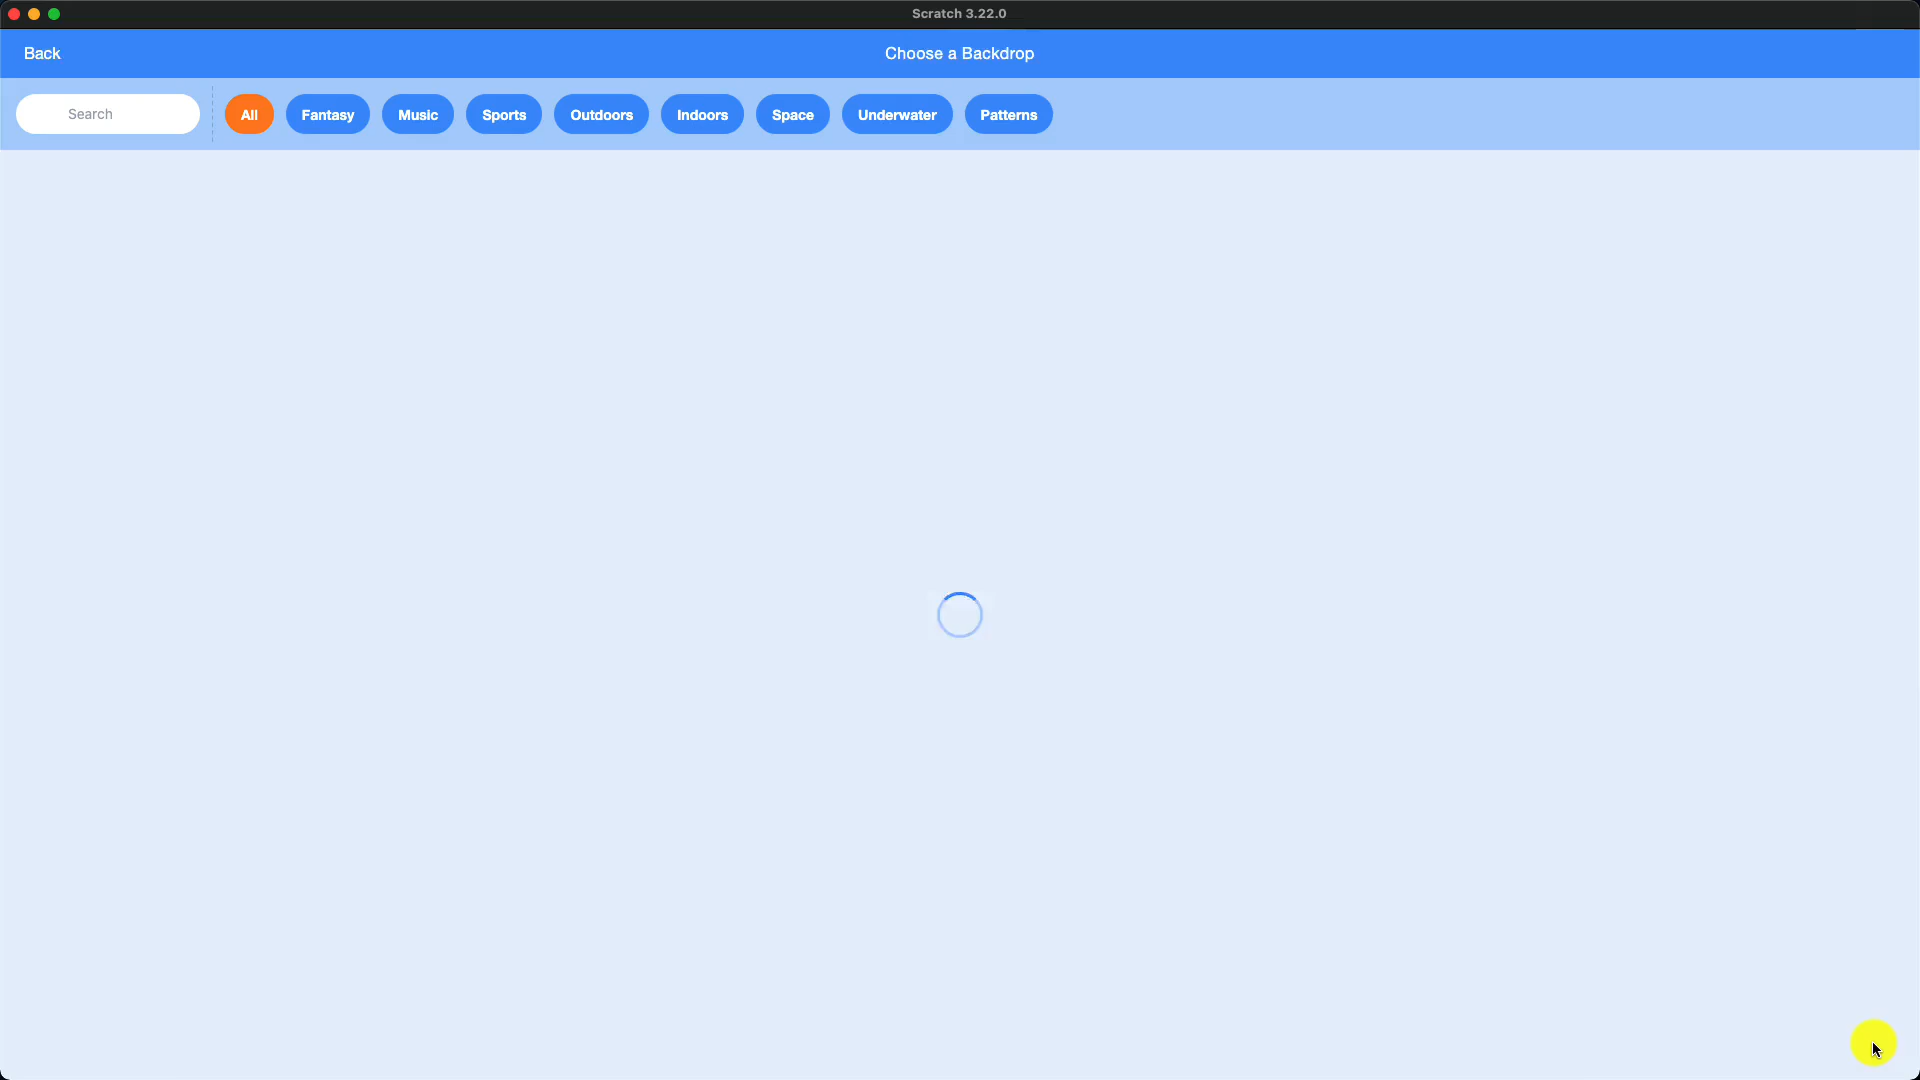 Scratch 3.22.0
Back
Choose a Backdrop
Search
All
Fantasy
Music
Sports
Outdoors
Indoors
Space
Underwater
Patterns